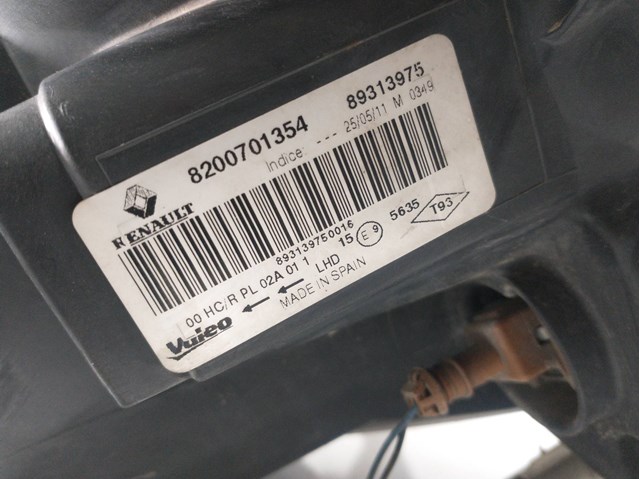 8200701354 89313975
Indice: --- 25/05/11 M 0349
RENAULT
893139750016
00 HC/R PL 02A 01 1 15 E 9 5635 T93
Valeo LHD
MADE IN SPAIN